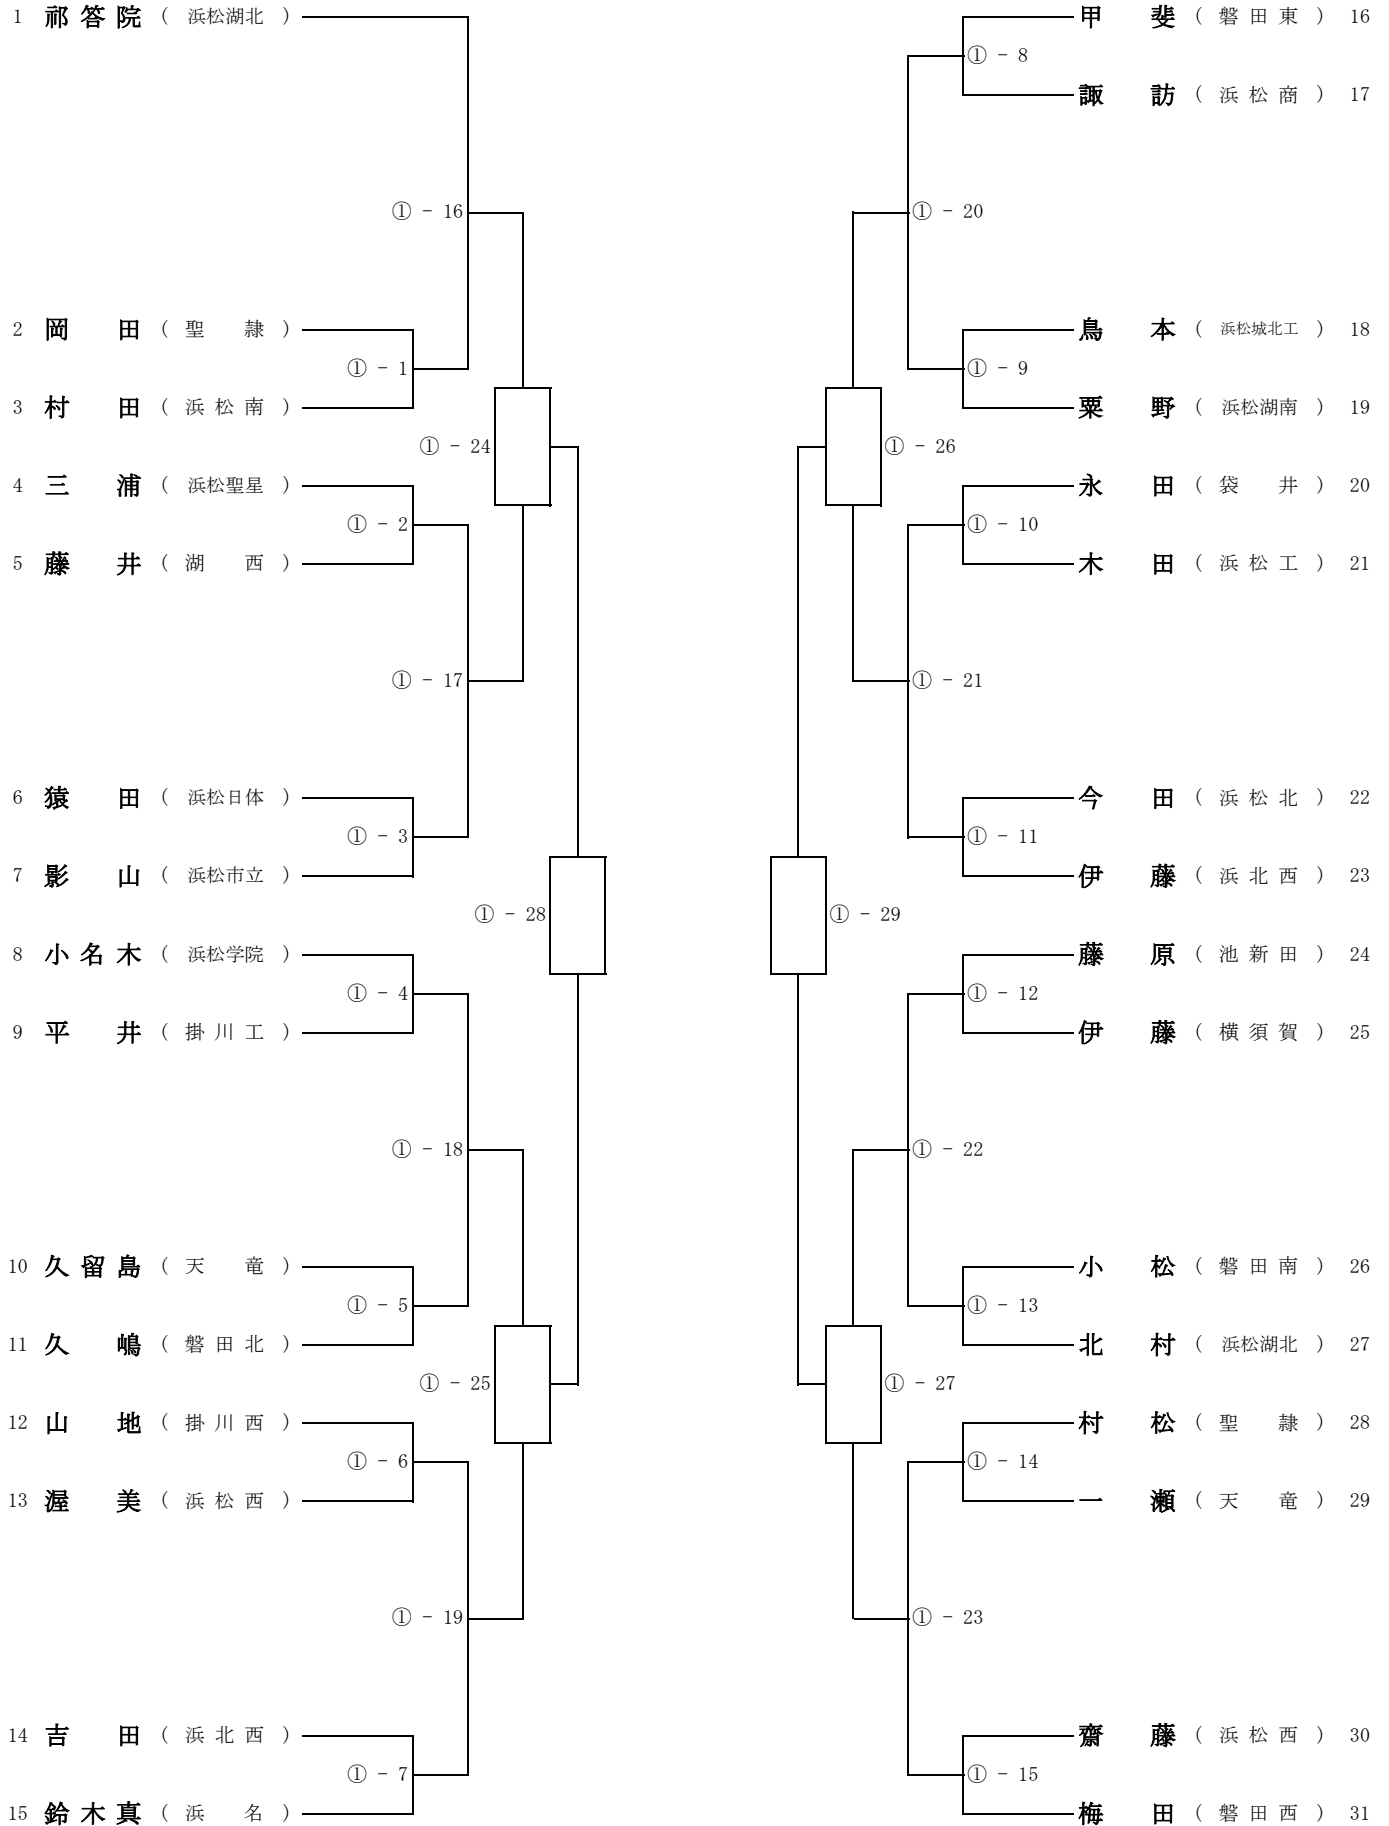 1 祁答院 （ 浜松湖北 ）
甲斐 （ 磐田東 ） 16
① - 8
諏訪 （ 浜松商 ） 17
① - 16
① - 20
2 岡田 （ 聖隷 ）
鳥本 （ 浜松城北工 ） 18
① - 1
① - 9
3 村田 （ 浜松南 ）
粟野 （ 浜松湖南 ） 19
① - 24
① - 26
4 三浦 （ 浜松聖星 ）
永田 （ 袋井 ） 20
① - 2
① - 10
5 藤井 （ 湖西 ）
木田 （ 浜松工 ） 21
① - 17
① - 21
6 猿田 （ 浜松日体 ）
今田 （ 浜松北 ） 22
① - 3
① - 11
7 影山 （ 浜松市立 ）
伊藤 （ 浜北西 ） 23
① - 28
① - 29
8 小名木 （ 浜松学院 ）
藤原 （ 池新田 ） 24
① - 4
① - 12
9 平井 （ 掛川工 ）
伊藤 （ 横須賀 ） 25
① - 18
① - 22
10 久留島 （ 天竜 ）
小松 （ 磐田南 ） 26
① - 5
① - 13
11 久嶋 （ 磐田北 ）
北村 （ 浜松湖北 ） 27
① - 25
① - 27
12 山地 （ 掛川西 ）
村松 （ 聖隷 ） 28
① - 6
① - 14
13 渥美 （ 浜松西 ）
一瀬 （ 天竜 ） 29
① - 19
① - 23
14 吉田 （ 浜北西 ）
齋藤 （ 浜松西 ） 30
① - 7
① - 15
15 鈴木真 （ 浜名 ）
梅田 （ 磐田西 ） 31